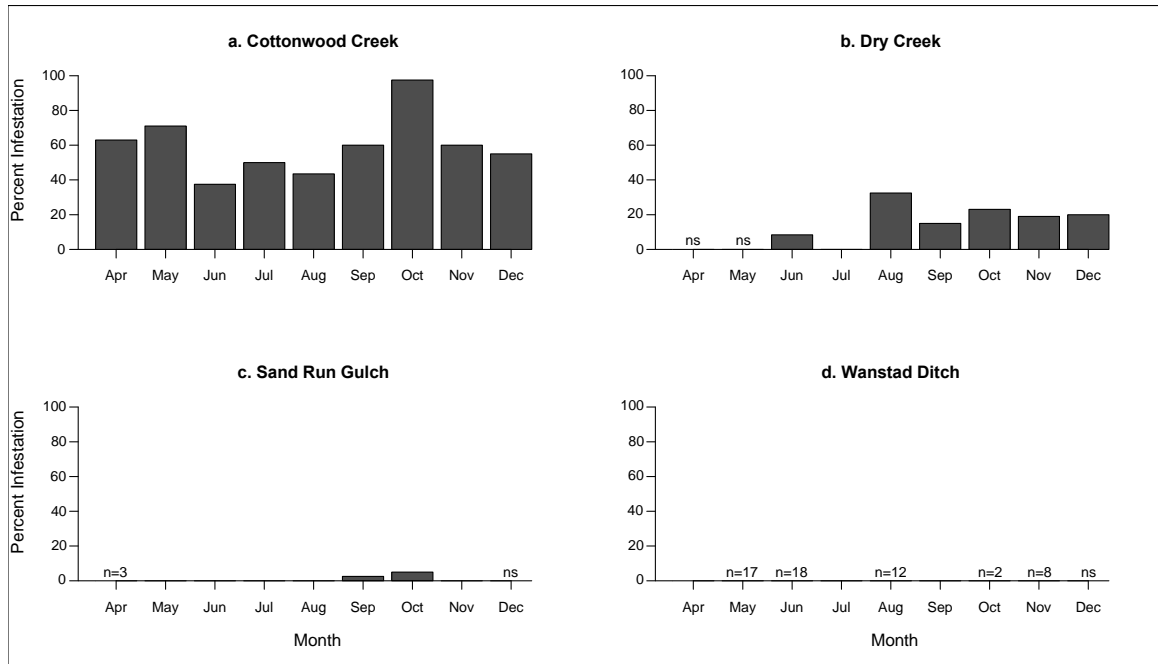 a. Cottonwood Creek
Percent Infestation
100
80
60
40
20
0
Apr May Jun Jul Aug Sep Oct Nov Dec
b. Dry Creek
100
80
60
40
20
0
ns ns
Apr May Jun Jul Aug Sep Oct Nov Dec
c. Sand Run Gulch
Percent Infestation
100
80
60
40
20
0
n=3 ns
Apr May Jun Jul Aug Sep Oct Nov Dec
Month
d. Wanstad Ditch
100
80
60
40
20
0
n=17 n=18 n=12 n=2 n=8 ns
Apr May Jun Jul Aug Sep Oct Nov Dec
Month